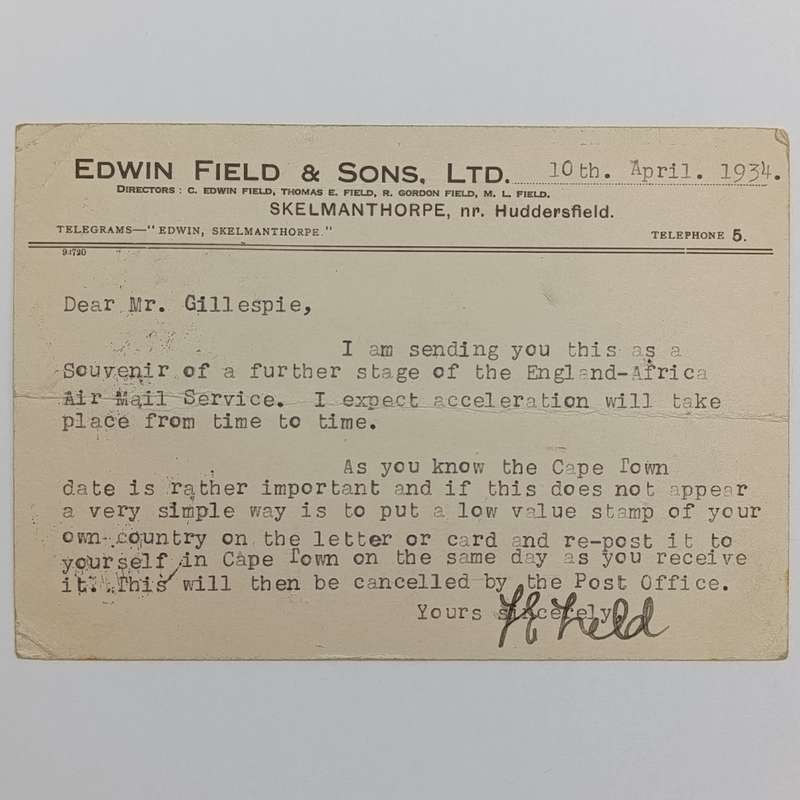 EDWIN FIELD & SONS, LTD. 10th. April. 1934.
DIRECTORS : C. EDWIN FIELD, THOMAS E. FIELD, R. GORDON FIELD, M. L. FIELD.
SKELMANTHORPE, nr. Huddersfield.
TELEGRAMS—"EDWIN, SKELMANTHORPE." TELEPHONE 5.
94720
Dear Mr. Gillespie,
I am sending you this as a
Souvenir of a further stage of the England-Africa
Air Mail Service. I expect acceleration will take
place from time to time.
As you know the Cape Town
date is rather important and if this does not appear
a very simple way is to put a low value stamp of your
own country on the letter or card and re-post it to
yourself in Cape Town on the same day as you receive
it. This will then be cancelled by the Post Office.
Yours sincerely,
Field